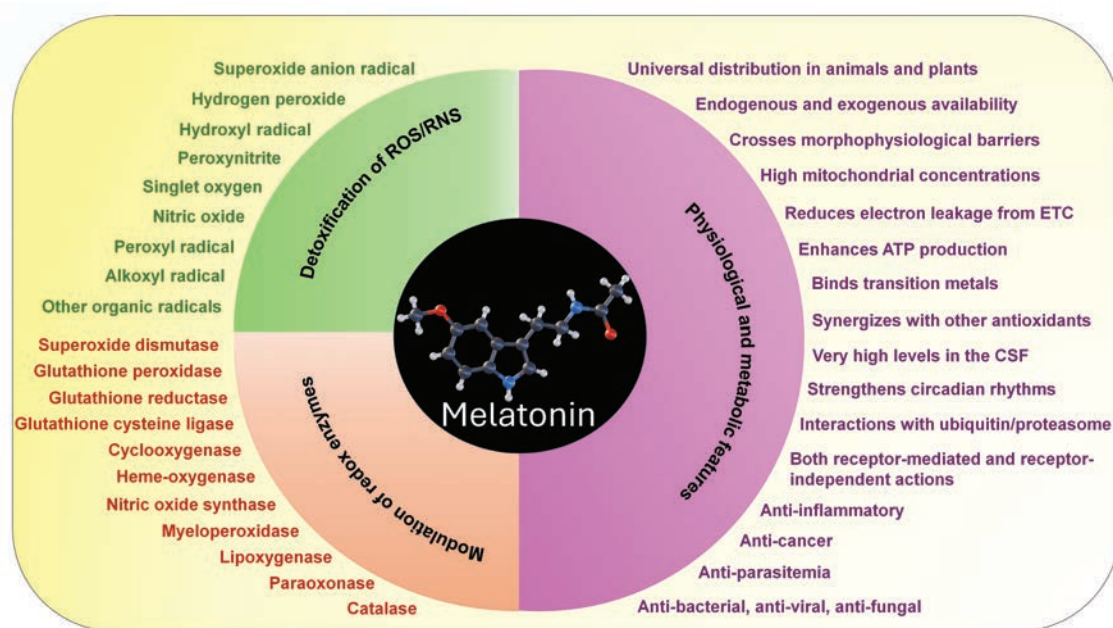 Superoxide anion radical
Hydrogen peroxide
Hydroxyl radical
Peroxynitrite
Singlet oxygen
Nitric oxide
Peroxyl radical
Alkoxyl radical
Other organic radicals
Superoxide dismutase
Glutathione peroxidase
Glutathione reductase
Glutathione cysteine ligase
Cyclooxygenase
Heme-oxygenase
Nitric oxide synthase
Myeloperoxidase
Lipoxygenase
Paraoxonase
Catalase
Detoxification of ROS/RNS
Modulation of redox enzymes
Melatonin
Physiological and metabolic features
Universal distribution in animals and plants
Endogenous and exogenous availability
Crosses morphophysiological barriers
High mitochondrial concentrations
Reduces electron leakage from ETC
Enhances ATP production
Binds transition metals
Synergizes with other antioxidants
Very high levels in the CSF
Strengthens circadian rhythms
Interactions with ubiquitin/proteasome
Both receptor-mediated and receptor-
independent actions
Anti-inflammatory
Anti-cancer
Anti-parasitemia
Anti-bacterial, anti-viral, anti-fungal